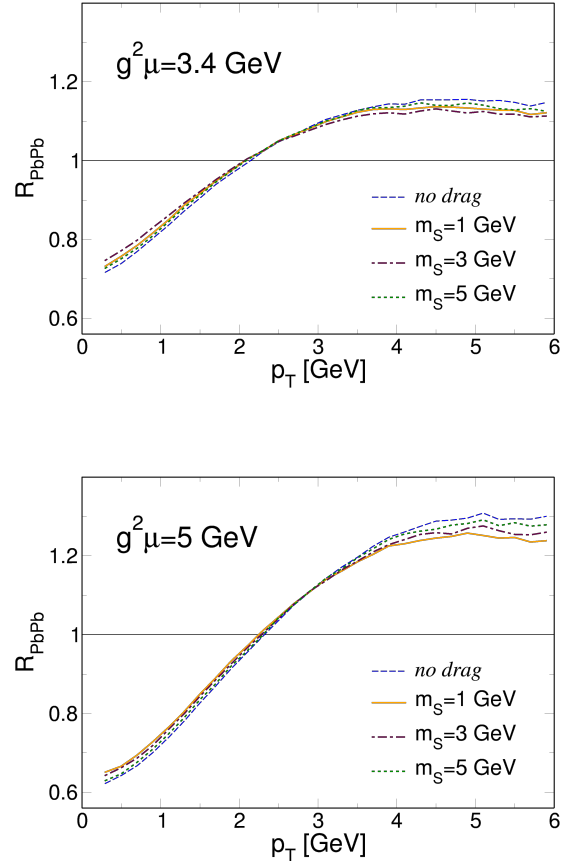 g²μ=3.4 GeV
1.2
1
0.8
0.6
R_PbPb
no drag
m_S=1 GeV
m_S=3 GeV
m_S=5 GeV
0 1 2 3 4 5 6
p_T [GeV]
g²μ=5 GeV
1.2
1
0.8
0.6
R_PbPb
no drag
m_S=1 GeV
m_S=3 GeV
m_S=5 GeV
0 1 2 3 4 5 6
p_T [GeV]